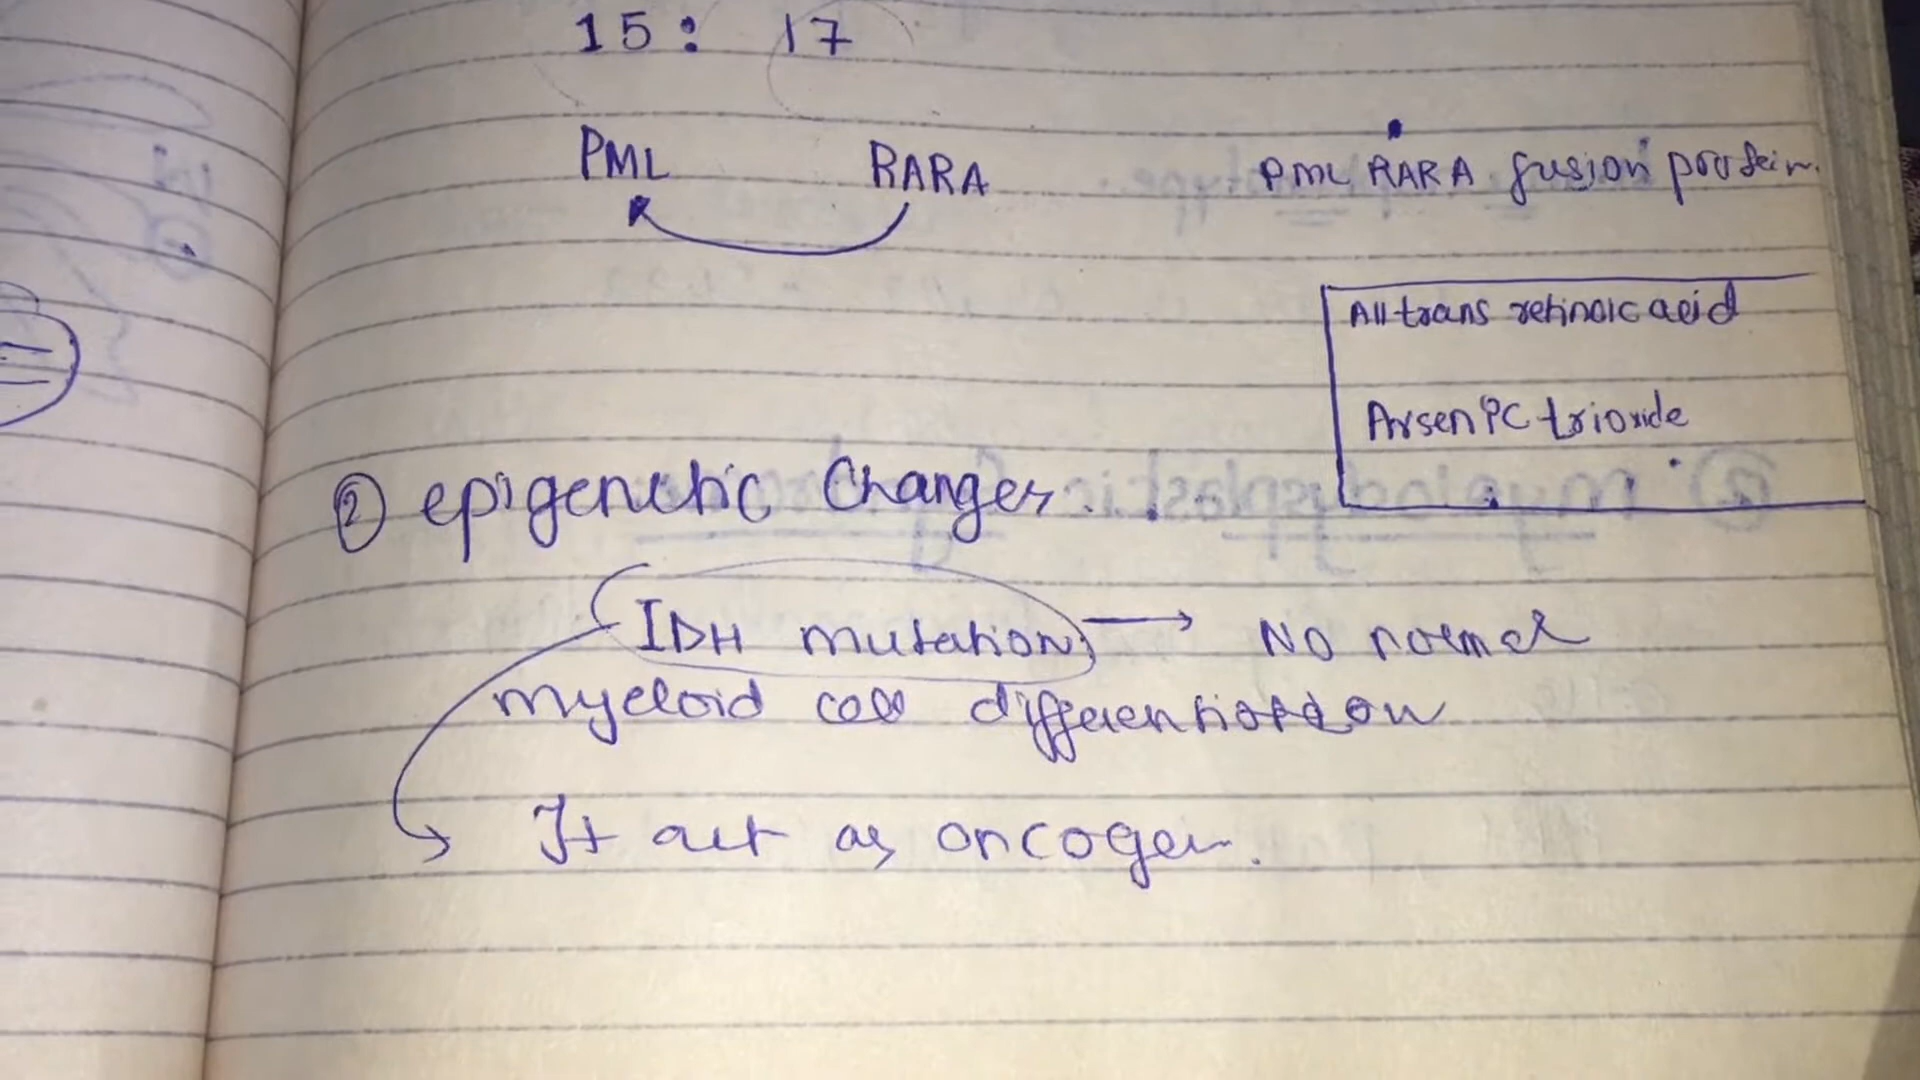 15: 17
PML RARA PML RARA fusion protein.
All trans retinoic acid
Arsenic trioxide
② epigenetic Changes.
IDH mutation, → No normal
myeloid cell differentiation
It act as oncogen.